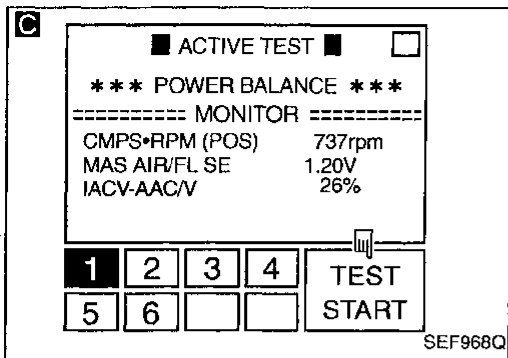 C
■ ACTIVE TEST ■
*** POWER BALANCE ***
========= MONITOR =========
CMPS•RPM (POS) 737rpm
MAS AIR/FL SE 1.20V
IACV-AAC/V 26%
1 2 3 4 TEST
5 6 START
SEF968Q